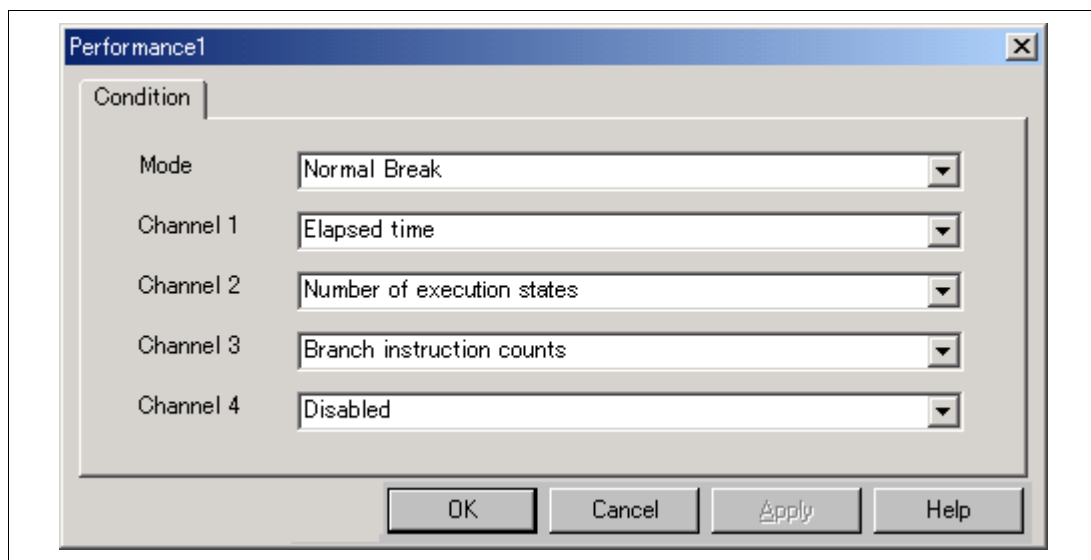 Performance1
Condition
Mode Normal Break
Channel 1 Elapsed time
Channel 2 Number of execution states
Channel 3 Branch instruction counts
Channel 4 Disabled
OK Cancel Apply Help